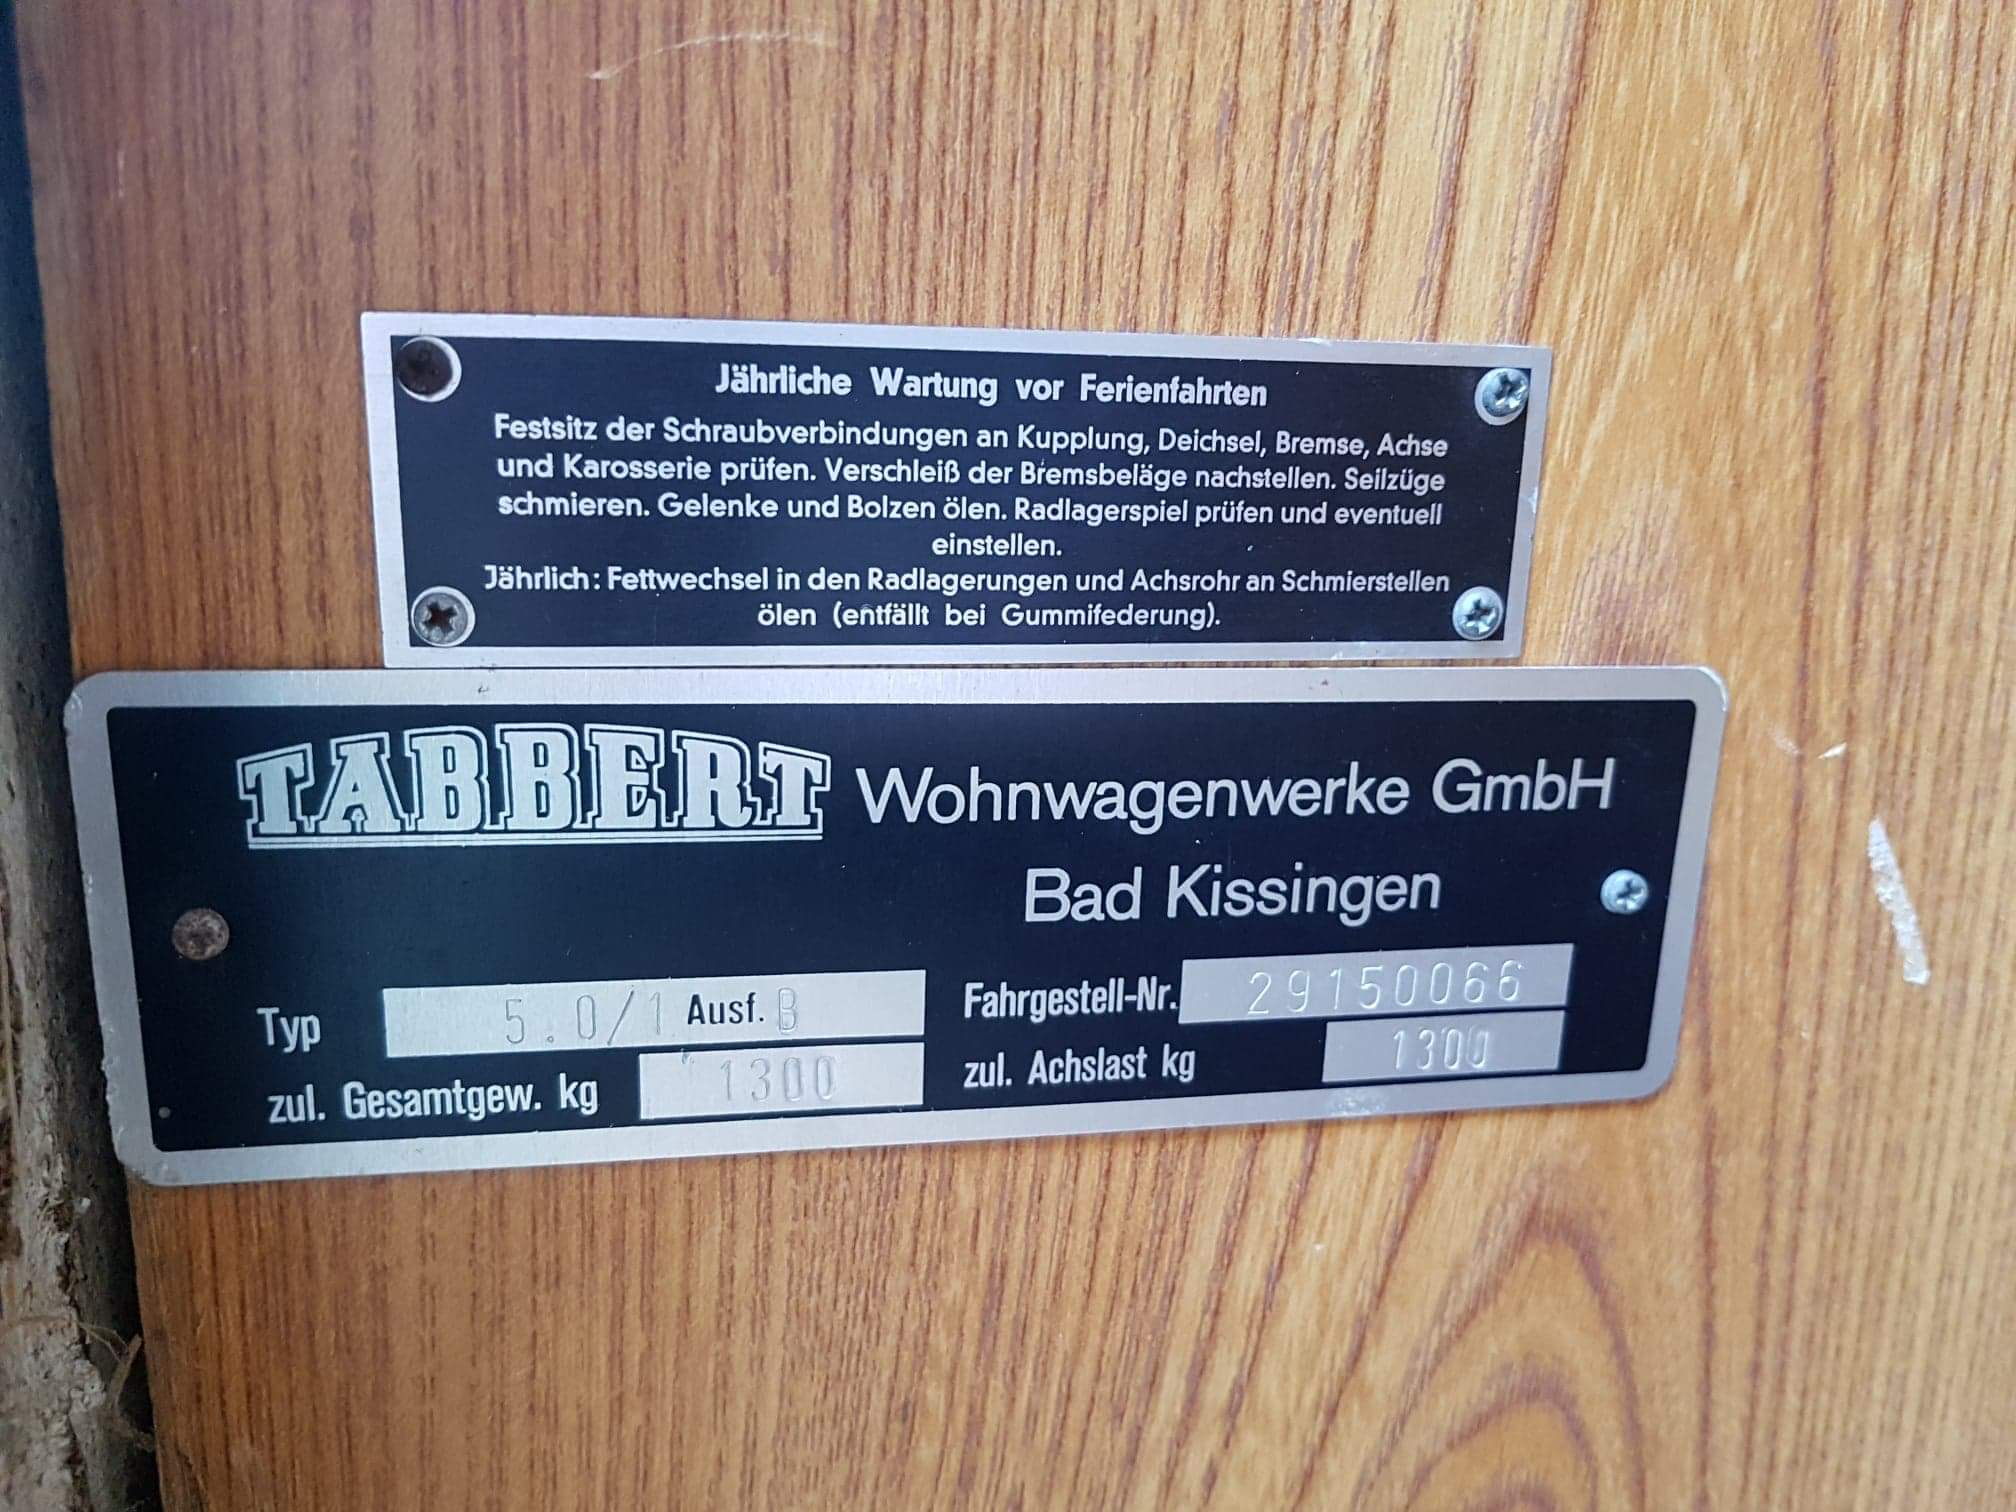 Jährliche Wartung vor Ferienfahrten
Festsitz der Schraubverbindungen an Kupplung, Deichsel, Bremse, Achse
und Karosserie prüfen. Verschleiß der Bremsbeläge nachstellen. Seilzüge
schmieren. Gelenke und Bolzen ölen. Radlagerspiel prüfen und eventuell
einstellen.
Jährlich: Fettwechsel in den Radlagerungen und Achsrohr an Schmierstellen
ölen (entfällt bei Gummifederung).
TABBERT Wohnwagenwerke GmbH
Bad Kissingen
Typ 5.0/1 Ausf. B Fahrgestell-Nr. 29150066
zul. Gesamtgew. kg 1300 zul. Achslast kg 1300